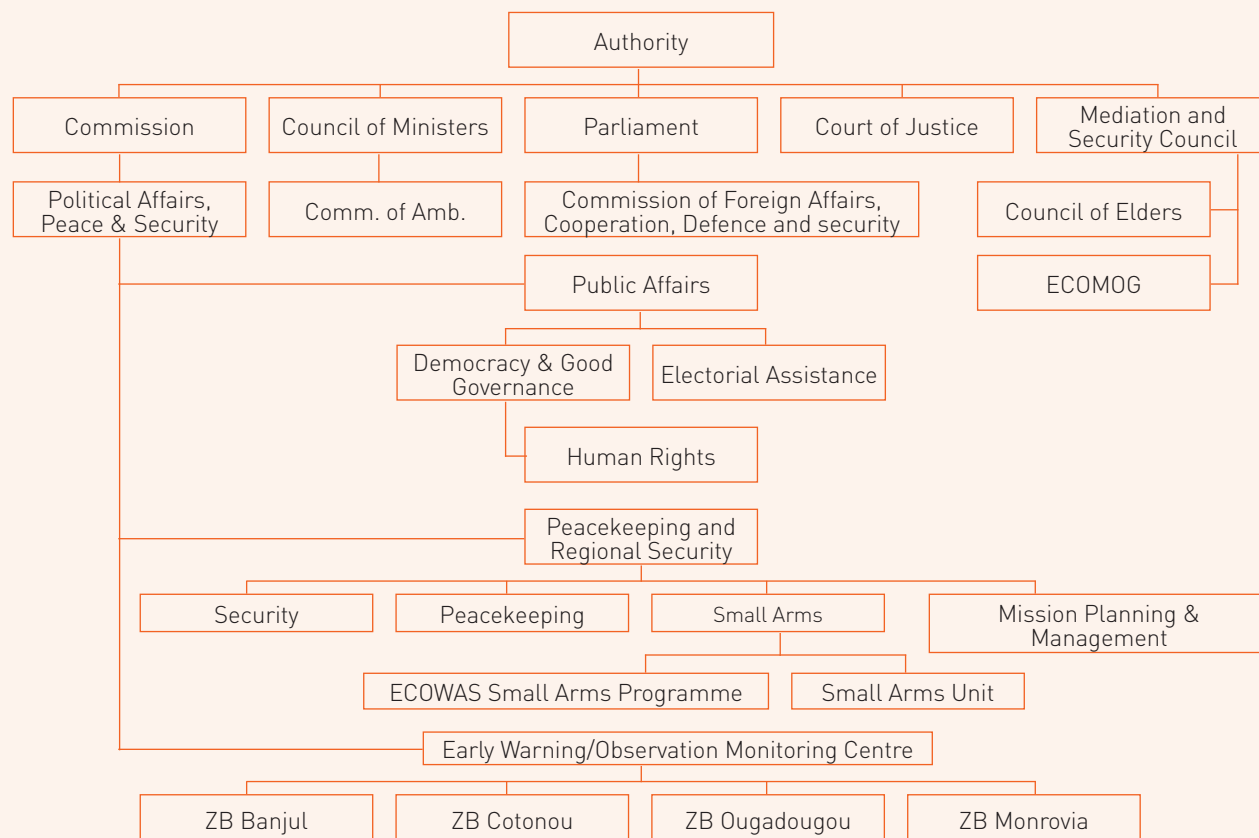 Authority
Commission
Council of Ministers
Parliament
Court of Justice
Mediation and
Security Council
Political Affairs,
Peace & Security
Comm. of Amb.
Commission of Foreign Affairs,
Cooperation, Defence and security
Council of Elders
Public Affairs
ECOMOG
Democracy & Good
Governance
Electorial Assistance
Human Rights
Peacekeeping and
Regional Security
Security
Peacekeeping
Small Arms
Mission Planning &
Management
ECOWAS Small Arms Programme
Small Arms Unit
Early Warning/Observation Monitoring Centre
ZB Banjul
ZB Cotonou
ZB Ougadougou
ZB Monrovia